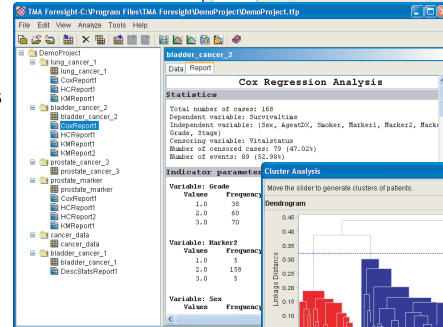 TMA Foresight-C:\Program Files\TMA Foresight\DemoProject\DemoProject.tfp
File Edit View Analyze Tools Help
DemoProject
lung_cancer_1
lung_cancer_1
CoxReport1
HCReport1
KMReport1
bladder_cancer_2
bladder_cancer_2
CoxReport1
HCReport1
KMReport1
KMReport2
prostate_cancer_3
prostate_cancer_3
prostate_marker
prostate_marker
CoxReport1
HCReport1
HCReport2
KMReport1
cancer_data
cancer_data
bladder_cancer_1
bladder_cancer_1
DescStatsReport1
bladder_cancer_2
Data Report
Cox Regression Analysis
Statistics
Total number of cases: 168
Dependent variable: Survivaltime
Independent variable: {Sex, AgeatDX, Smoker, Marker1, Marker2, Marke
Grade, Stage}
Censoring variable: Vitalstatus
Number of censored cases: 79 (47.02%)
Number of events: 89 (52.98%)
Indicator parameter
Variable: Grade
Values Frequency
1.0 38
2.0 60
3.0 70
Variable: Marker2
Values Frequency
1.0 5
2.0 158
3.0 5
Variable: Sex
Values Frequency
Cluster Analysis
Move the slider to generate clusters of patients.
Dendrogram
Linkage Distance
0.45
0.40
0.35
0.30
0.25
0.20
0.15
0.10